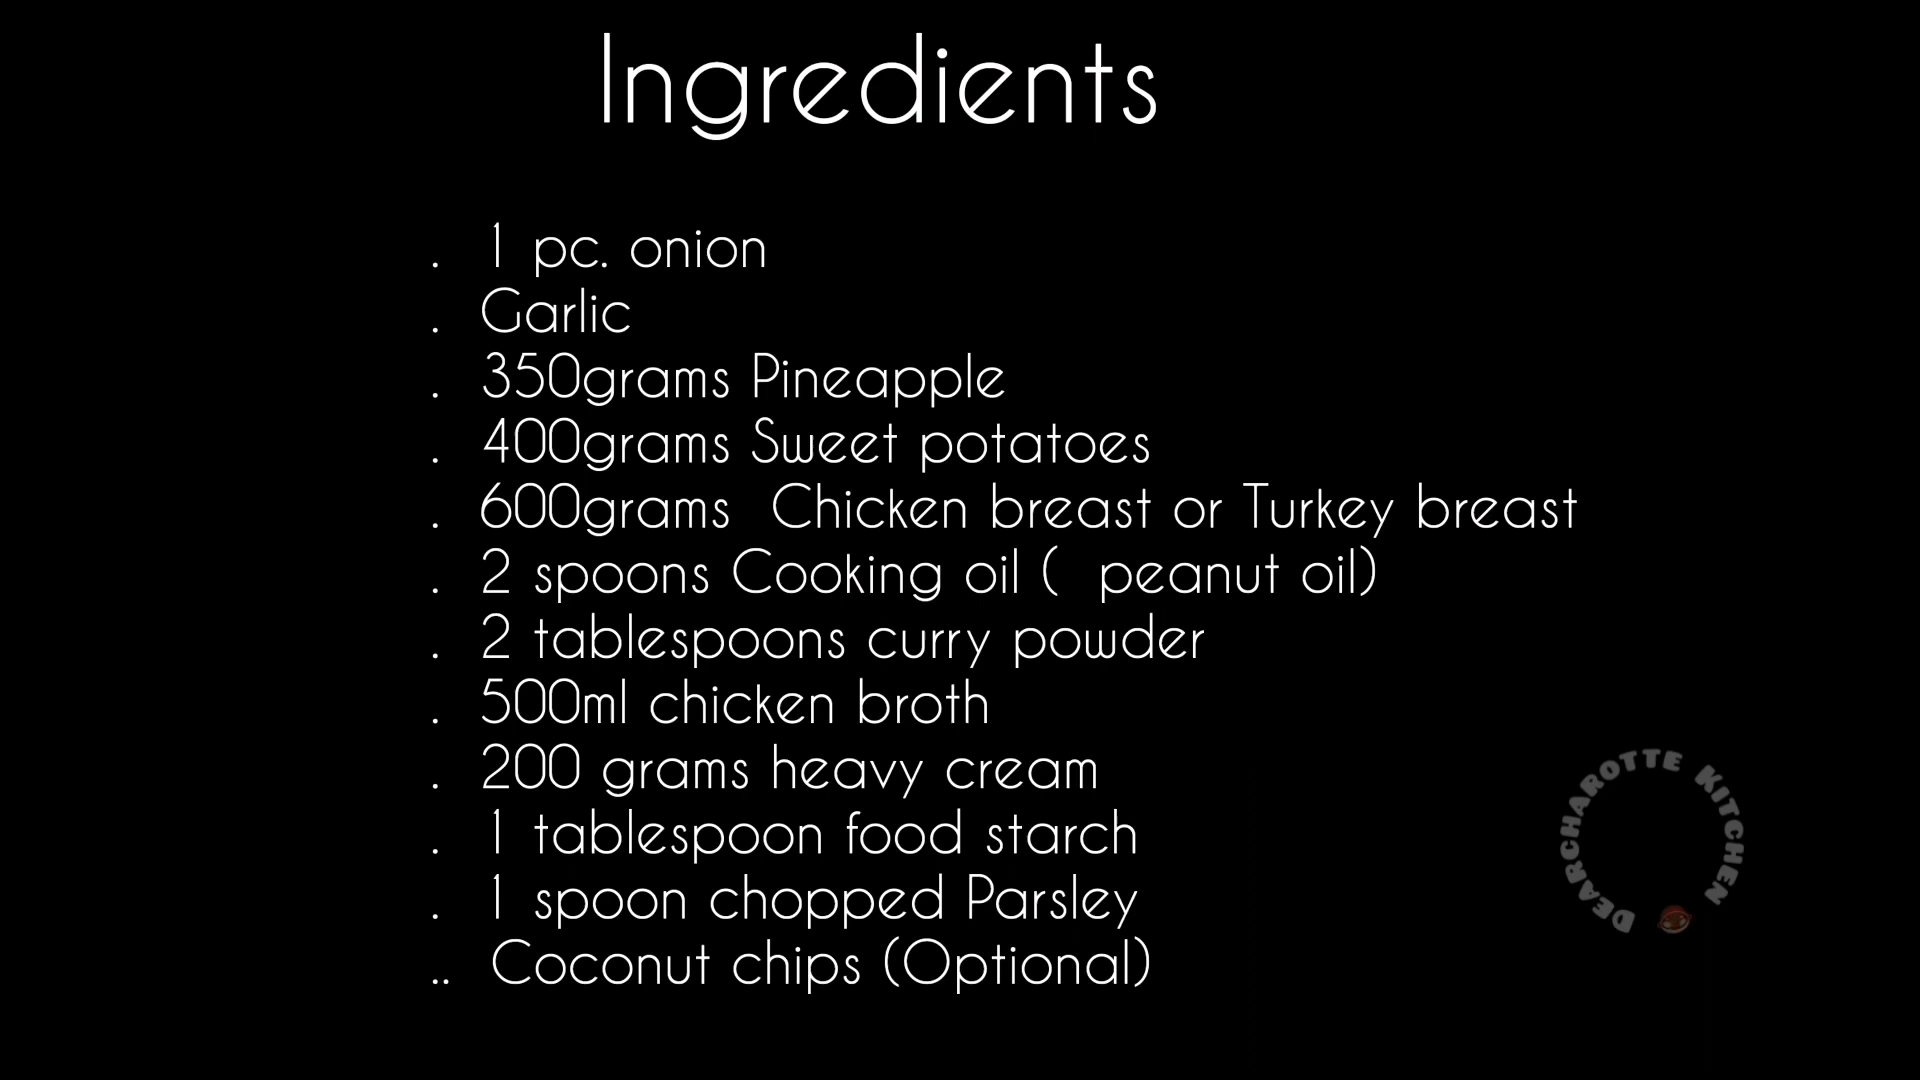 Ingredients
. 1 pc. onion
. Garlic
. 350grams Pineapple
. 400grams Sweet potatoes
. 600grams  Chicken breast or Turkey breast
. 2 spoons Cooking oil (  peanut oil)
. 2 tablespoons curry powder
. 500ml chicken broth
. 200 grams heavy cream
. 1 tablespoon food starch
. 1 spoon chopped Parsley
.. Coconut chips (Optional)
DEARCHAROTTE KITCHEN